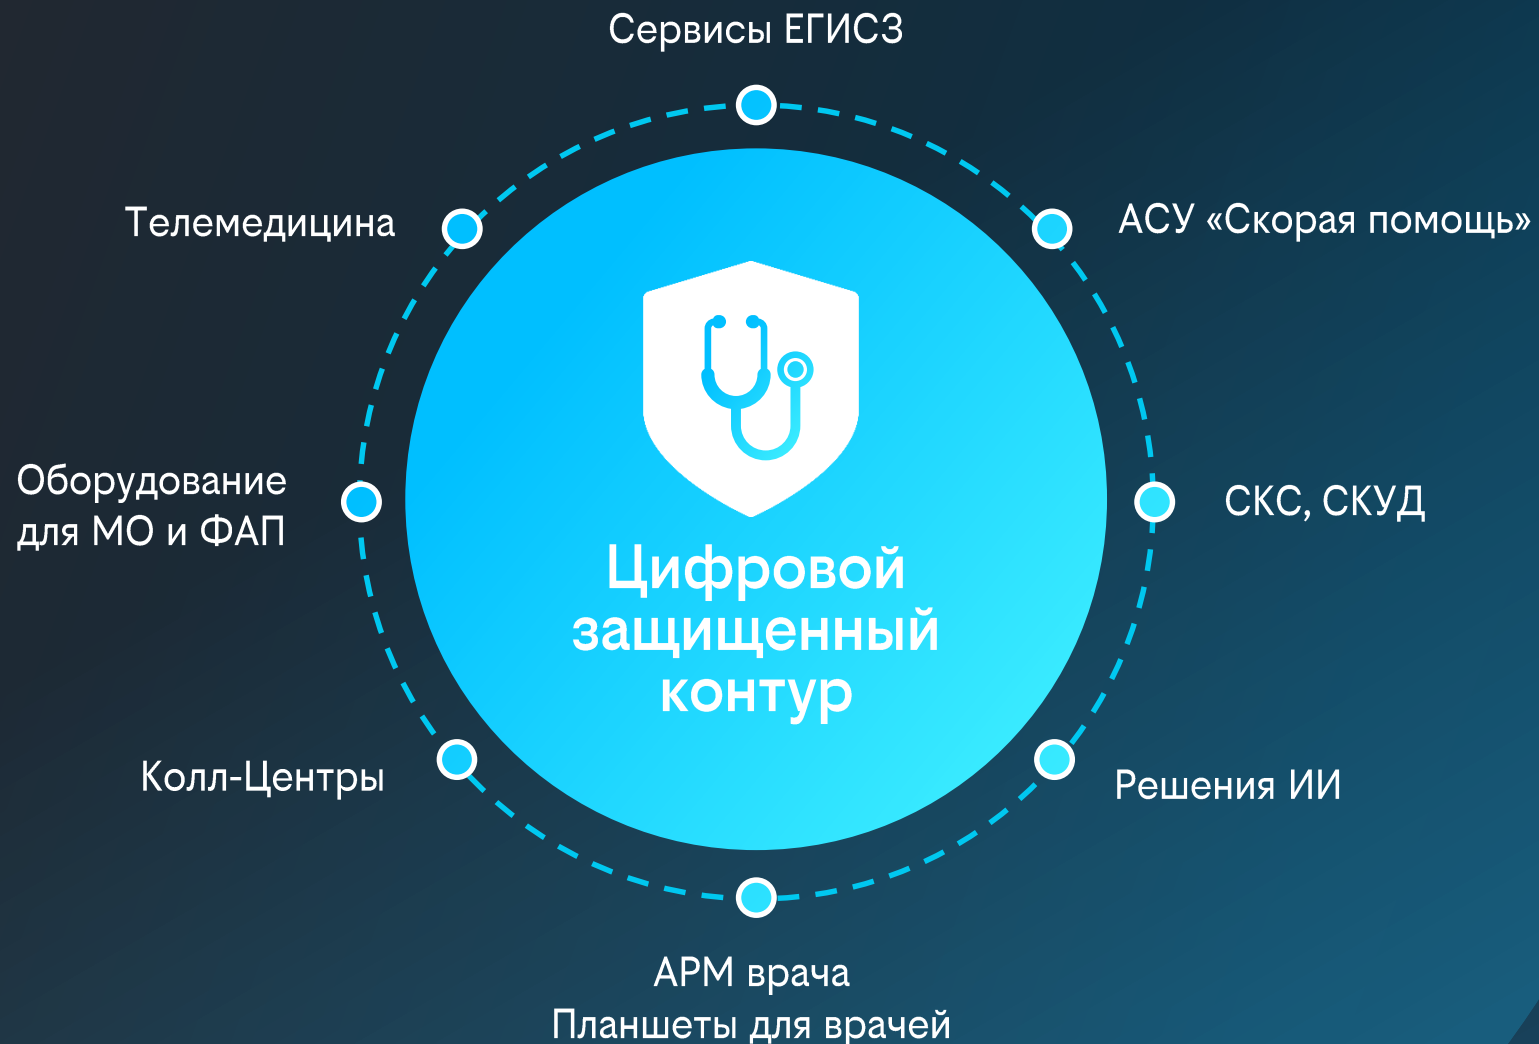 Сервисы ЕГИСЗ
Телемедицина
АСУ «Скорая помощь»
Оборудование
для МО и ФАП
СКС, СКУД
Цифровой
защищенный
контур
Колл-Центры
Решения ИИ
АРМ врача
Планшеты для врачей